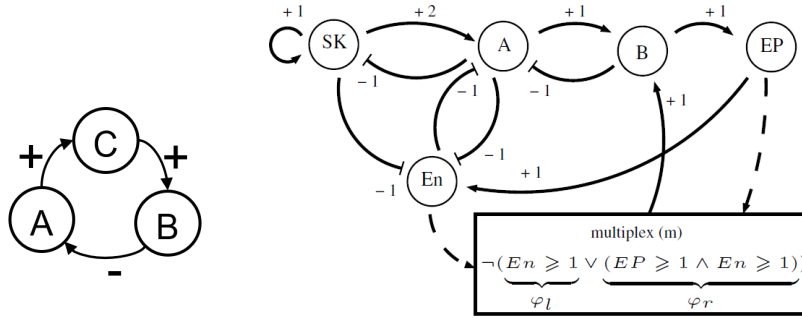 + 1
+ 2
SK
A
+ 1
B
+ 1
EP
− 1
− 1
− 1
+ 1
− 1
− 1
En
+ 1
C
+
+
A
B
-
multiplex (m)
¬(En ⩾ 1 ∨ (EP ⩾ 1 ∧ En ⩾ 1))
φl
φr